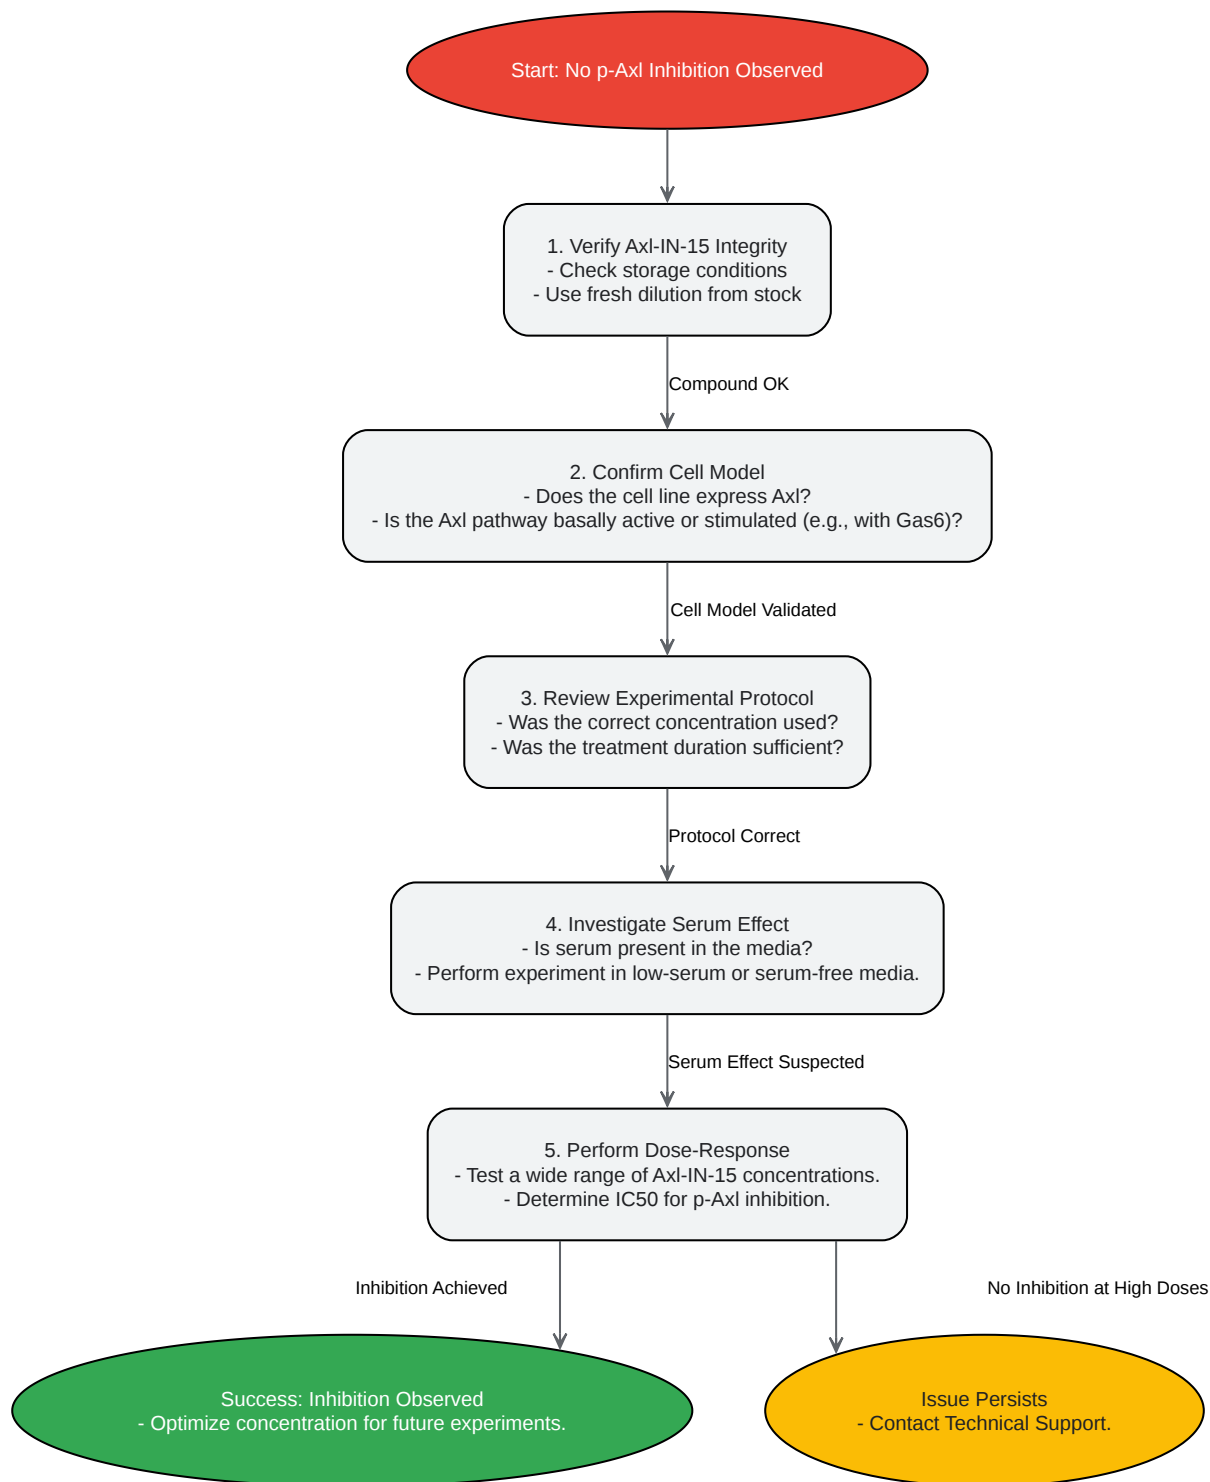 Start: No p-Axl Inhibition Observed
1. Verify Axl-IN-15 Integrity
- Check storage conditions
- Use fresh dilution from stock
Compound OK
2. Confirm Cell Model
- Does the cell line express Axl?
- Is the Axl pathway basally active or stimulated (e.g., with Gas6)?
Cell Model Validated
3. Review Experimental Protocol
- Was the correct concentration used?
- Was the treatment duration sufficient?
Protocol Correct
4. Investigate Serum Effect
- Is serum present in the media?
- Perform experiment in low-serum or serum-free media.
Serum Effect Suspected
5. Perform Dose-Response
- Test a wide range of Axl-IN-15 concentrations.
- Determine IC50 for p-Axl inhibition.
Inhibition Achieved
No Inhibition at High Doses
Success: Inhibition Observed
- Optimize concentration for future experiments.
Issue Persists
- Contact Technical Support.